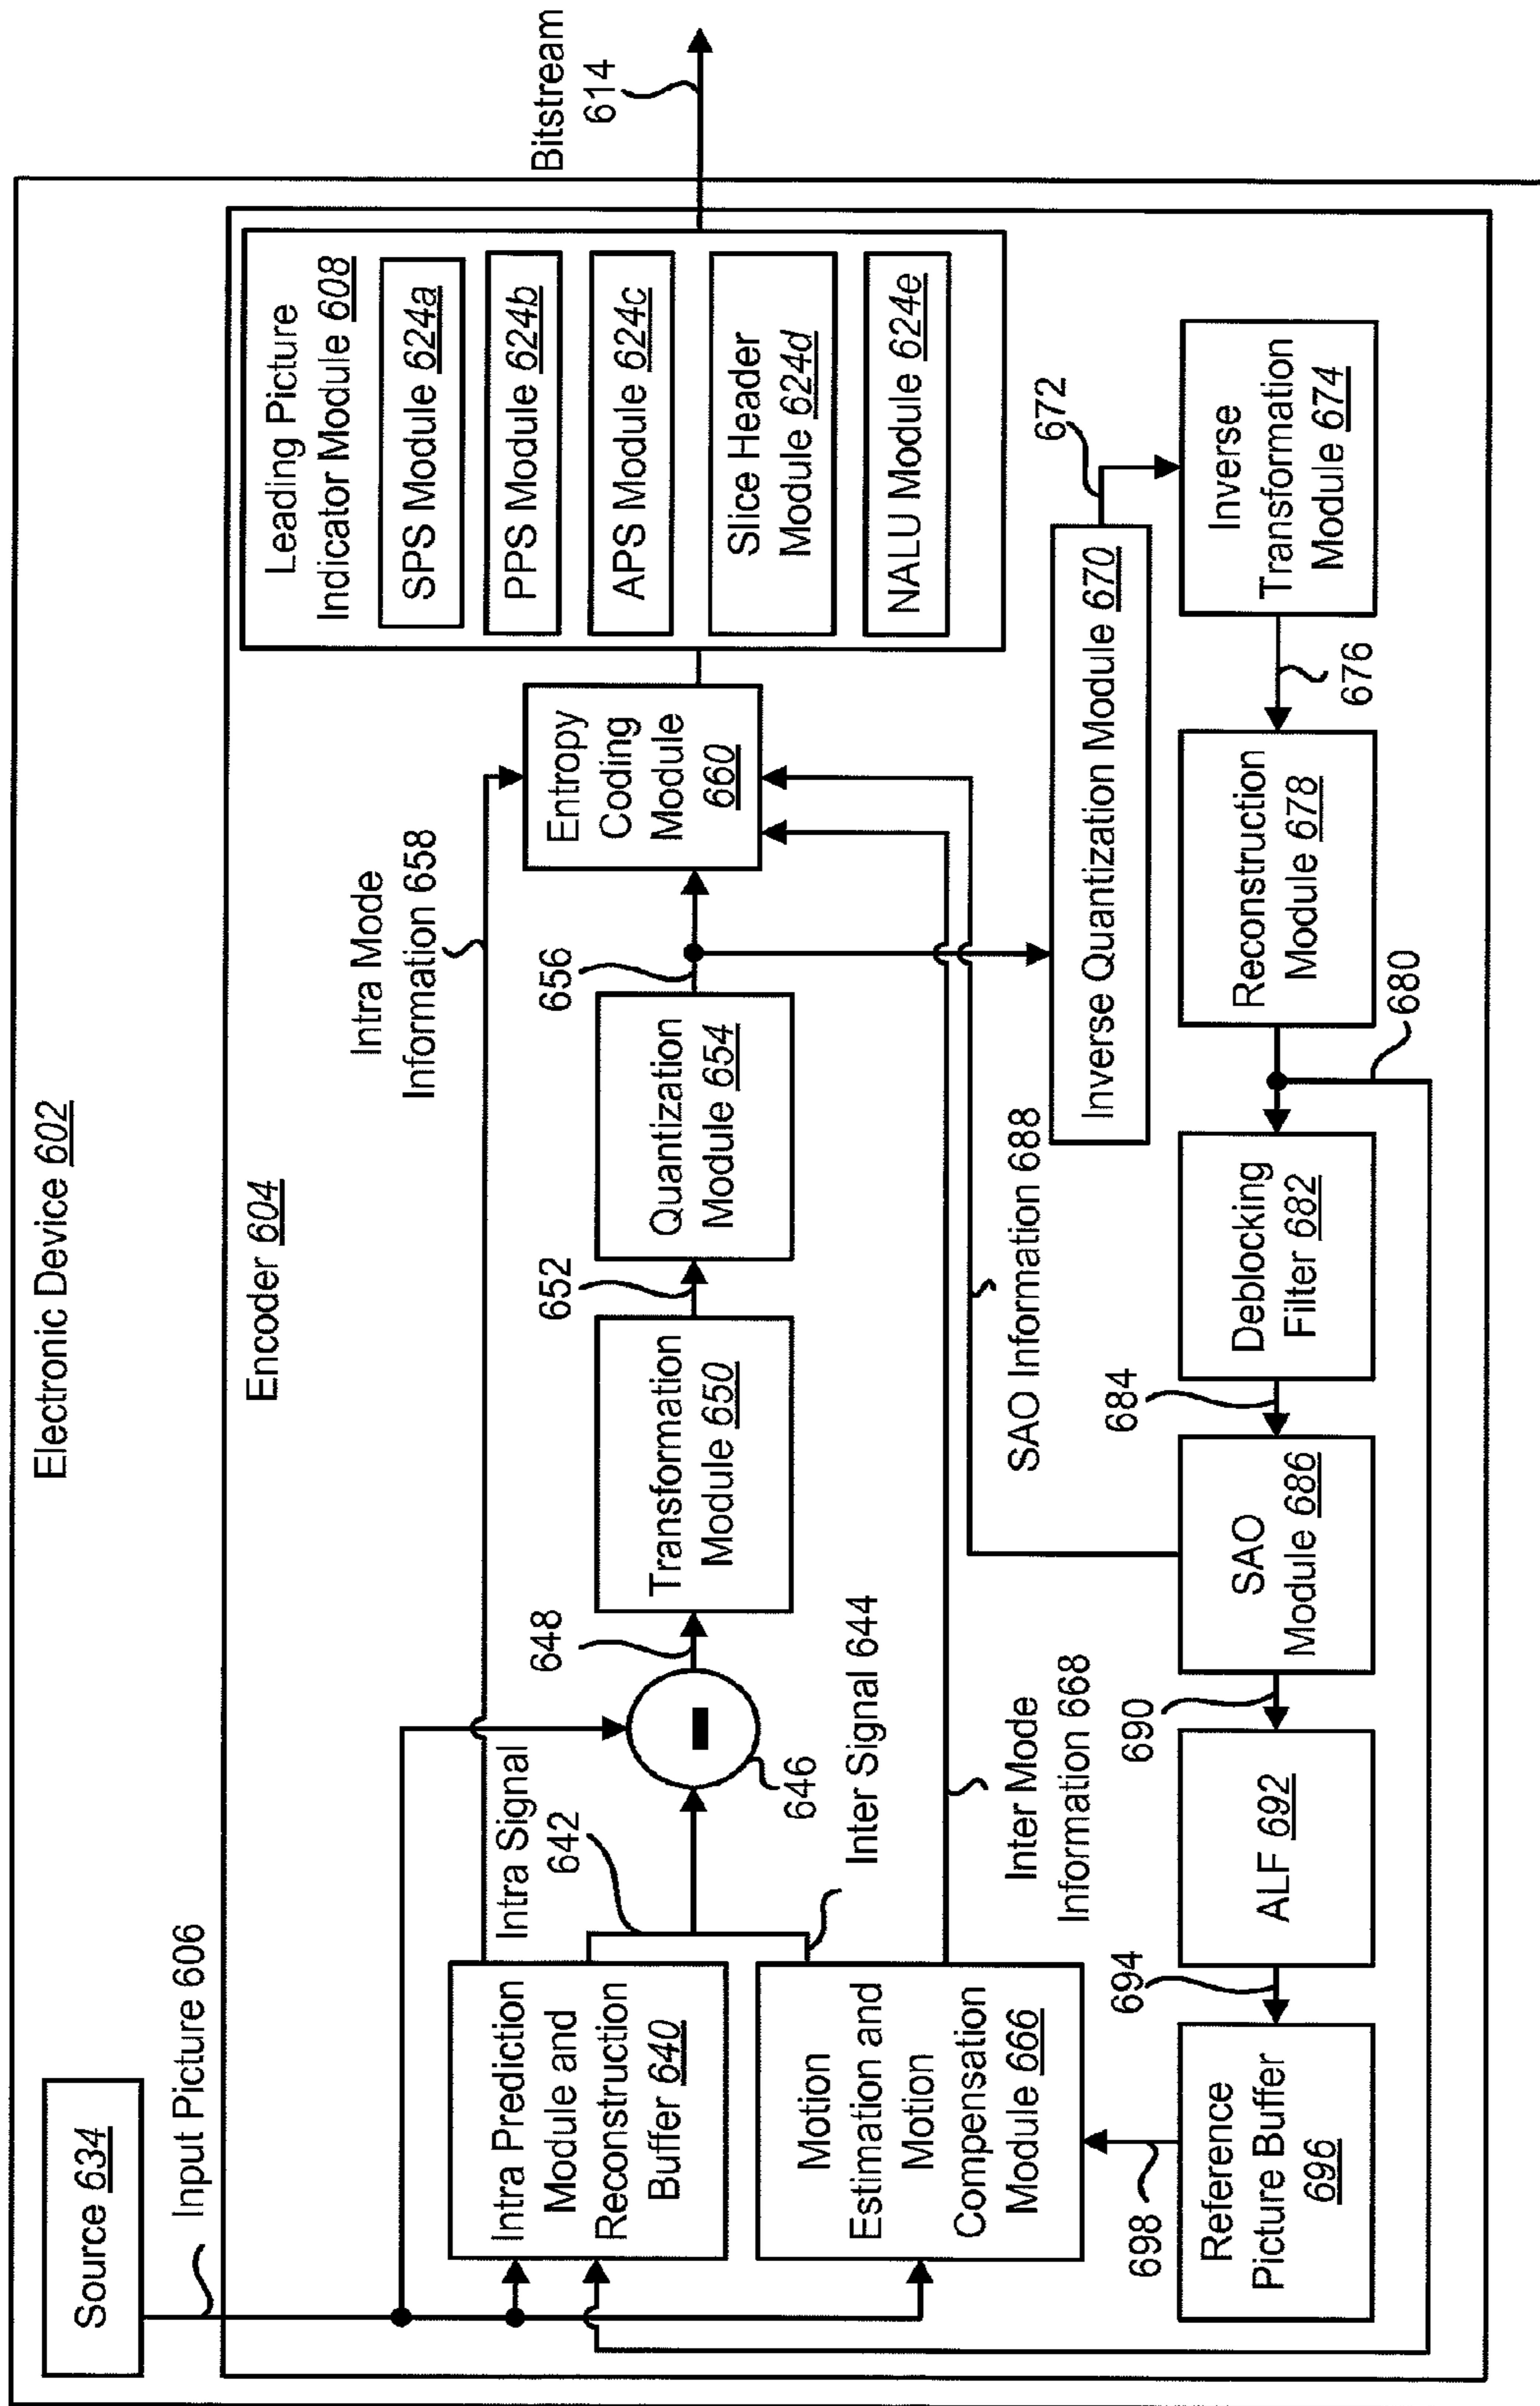 Electronic Device 602
Source 634
Input Picture 606
Encoder 604
Bitstream
614
Leading Picture
Indicator Module 608
SPS Module 624a
PPS Module 624b
APS Module 624c
Slice Header
Module 624d
NALU Module 624e
Intra Mode
Information 658
Entropy
Coding
Module
660
Intra Prediction
Module and
Reconstruction
Buffer 640
Intra Signal
642
646
648
Transformation
Module 650
652
Quantization
Module 654
656
Motion
Estimation and
Motion
Compensation
Module 666
Inter Signal 644
Inter Mode
Information 668
SAO Information 688
Inverse Quantization Module 670
672
698
Reference
Picture Buffer
696
694
ALF 692
690
SAO
Module 686
684
Deblocking
Filter 682
680
Reconstruction
Module 678
676
Inverse
Transformation
Module 674